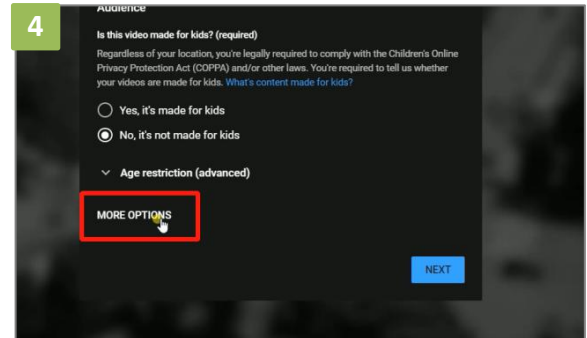 4
Audience
Is this video made for kids? (required)
Regardless of your location, you're legally required to comply with the Children's Online
Privacy Protection Act (COPPA) and/or other laws. You're required to tell us whether
your videos are made for kids. What's content made for kids?
Yes, it's made for kids
No, it's not made for kids
Age restriction (advanced)
MORE OPTIONS
NEXT